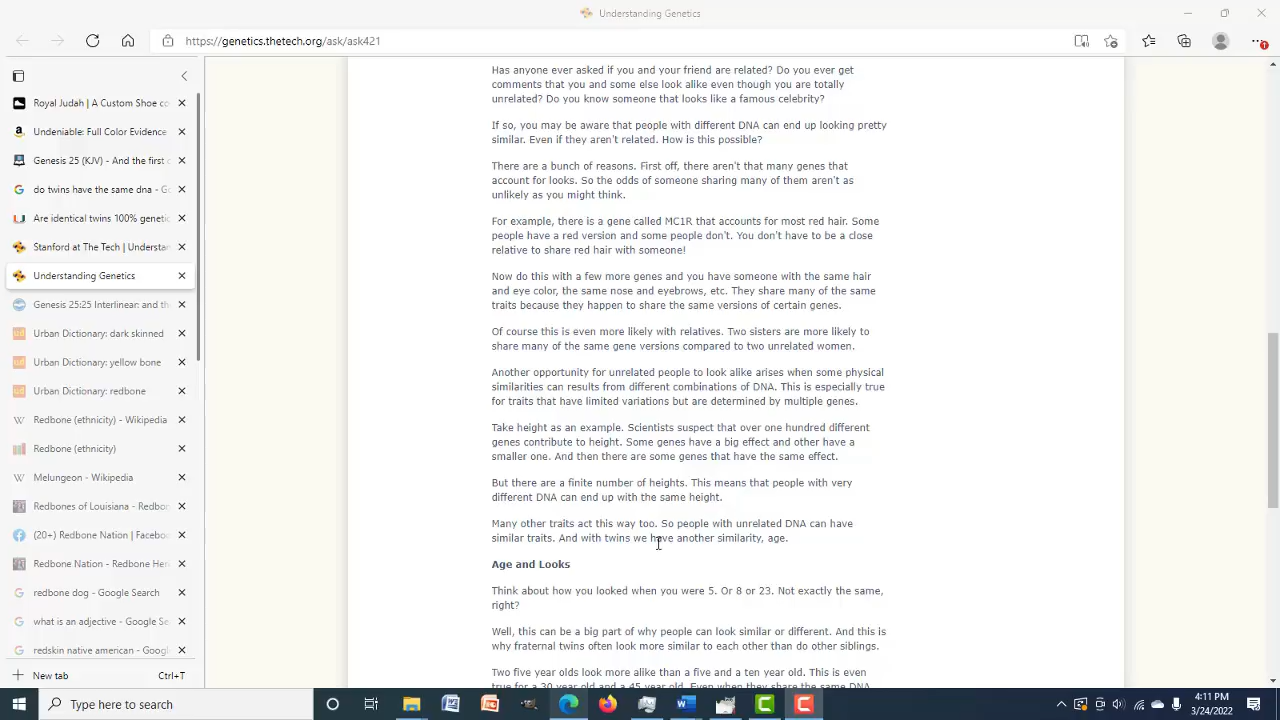 Understanding Genetics
https://genetics.thetech.org/ask/ask421
Royal Judah | A Custom Shoe co
Undeniable: Full Color Evidence
Genesis 25 (KJV) - And the first c
do twins have the same dna - Go
Are identical twins 100% genetic
Stanford at The Tech | Understan
Understanding Genetics
Genesis 25:25 Interlinear: and the
Urban Dictionary: dark skinned
Urban Dictionary: yellow bone
Urban Dictionary: redbone
Redbone (ethnicity) - Wikipedia
Redbone (ethnicity)
Melungeon - Wikipedia
Redbones of Louisiana - Redbon
(20+) Redbone Nation | Faceboo
Redbone Nation - Redbone Her
redbone dog - Google Search
what is an adjective - Google Se
redskin native american - Googl
New tab Ctrl+T
Has anyone ever asked if you and your friend are related? Do you ever get
comments that you and some else look alike even though you are totally
unrelated? Do you know someone that looks like a famous celebrity?
If so, you may be aware that people with different DNA can end up looking pretty
similar. Even if they aren't related. How is this possible?
There are a bunch of reasons. First off, there aren't that many genes that
account for looks. So the odds of someone sharing many of them aren't as
unlikely as you might think.
For example, there is a gene called MC1R that accounts for most red hair. Some
people have a red version and some people don't. You don't have to be a close
relative to share red hair with someone!
Now do this with a few more genes and you have someone with the same hair
and eye color, the same nose and eyebrows, etc. They share many of the same
traits because they happen to share the same versions of certain genes.
Of course this is even more likely with relatives. Two sisters are more likely to
share many of the same gene versions compared to two unrelated women.
Another opportunity for unrelated people to look alike arises when some physical
similarities can results from different combinations of DNA. This is especially true
for traits that have limited variations but are determined by multiple genes.
Take height as an example. Scientists suspect that over one hundred different
genes contribute to height. Some genes have a big effect and other have a
smaller one. And then there are some genes that have the same effect.
But there are a finite number of heights. This means that people with very
different DNA can end up with the same height.
Many other traits act this way too. So people with unrelated DNA can have
similar traits. And with twins we have another similarity, age.
Age and Looks
Think about how you looked when you were 5. Or 8 or 23. Not exactly the same,
right?
Well, this can be a big part of why people can look similar or different. And this is
why fraternal twins often look more similar to each other than do other siblings.
Two five year olds look more alike than a five and a ten year old. This is even
true for a 30 year old and a 45 year old. Even when they share the same DNA
Type here to search
4:11 PM
3/24/2022